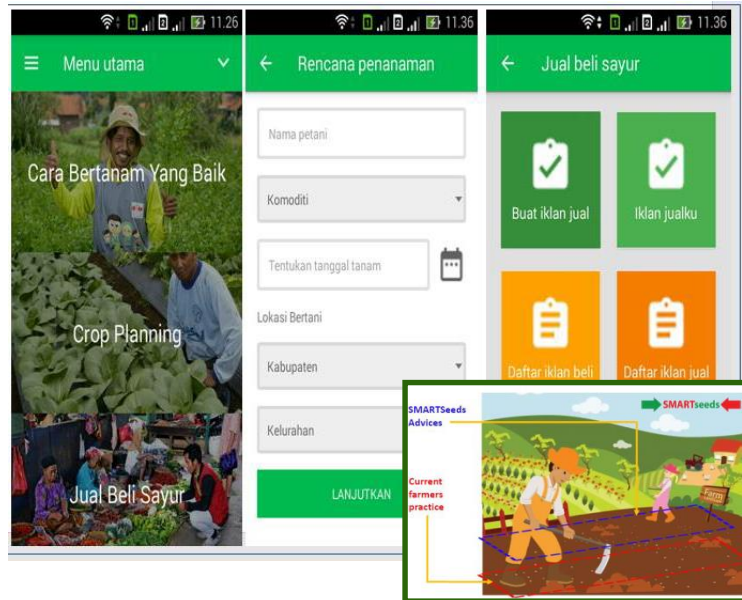 11.26
Menu utama
Cara Bertanam Yang Baik
Crop Planning
Jual Beli Sayur
11.36
Rencana penanaman
Nama petani
Komoditi
Tentukan tanggal tanam
Lokasi Bertani
Kabupaten
Kelurahan
LANJUTKAN
11.36
Jual beli sayur
Buat iklan jual
Iklan jualku
Daftar iklan beli
Daftar iklan jual
SMARTseeds
SMARTSeeds
Advices
Current
farmers
practice
Farm